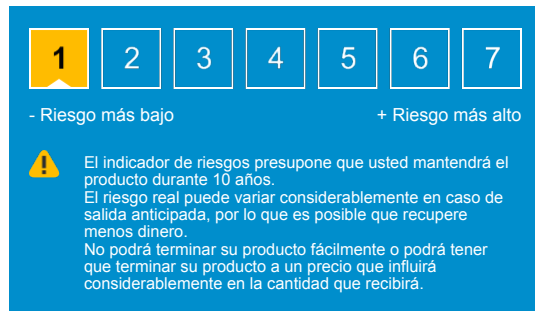 1 2 3 4 5 6 7
- Riesgo más bajo + Riesgo más alto
El indicador de riesgos presupone que usted mantendrá el
producto durante 10 años.
El riesgo real puede variar considerablemente en caso de
salida anticipada, por lo que es posible que recupere
menos dinero.
No podrá terminar su producto fácilmente o podrá tener
que terminar su producto a un precio que influirá
considerablemente en la cantidad que recibirá.